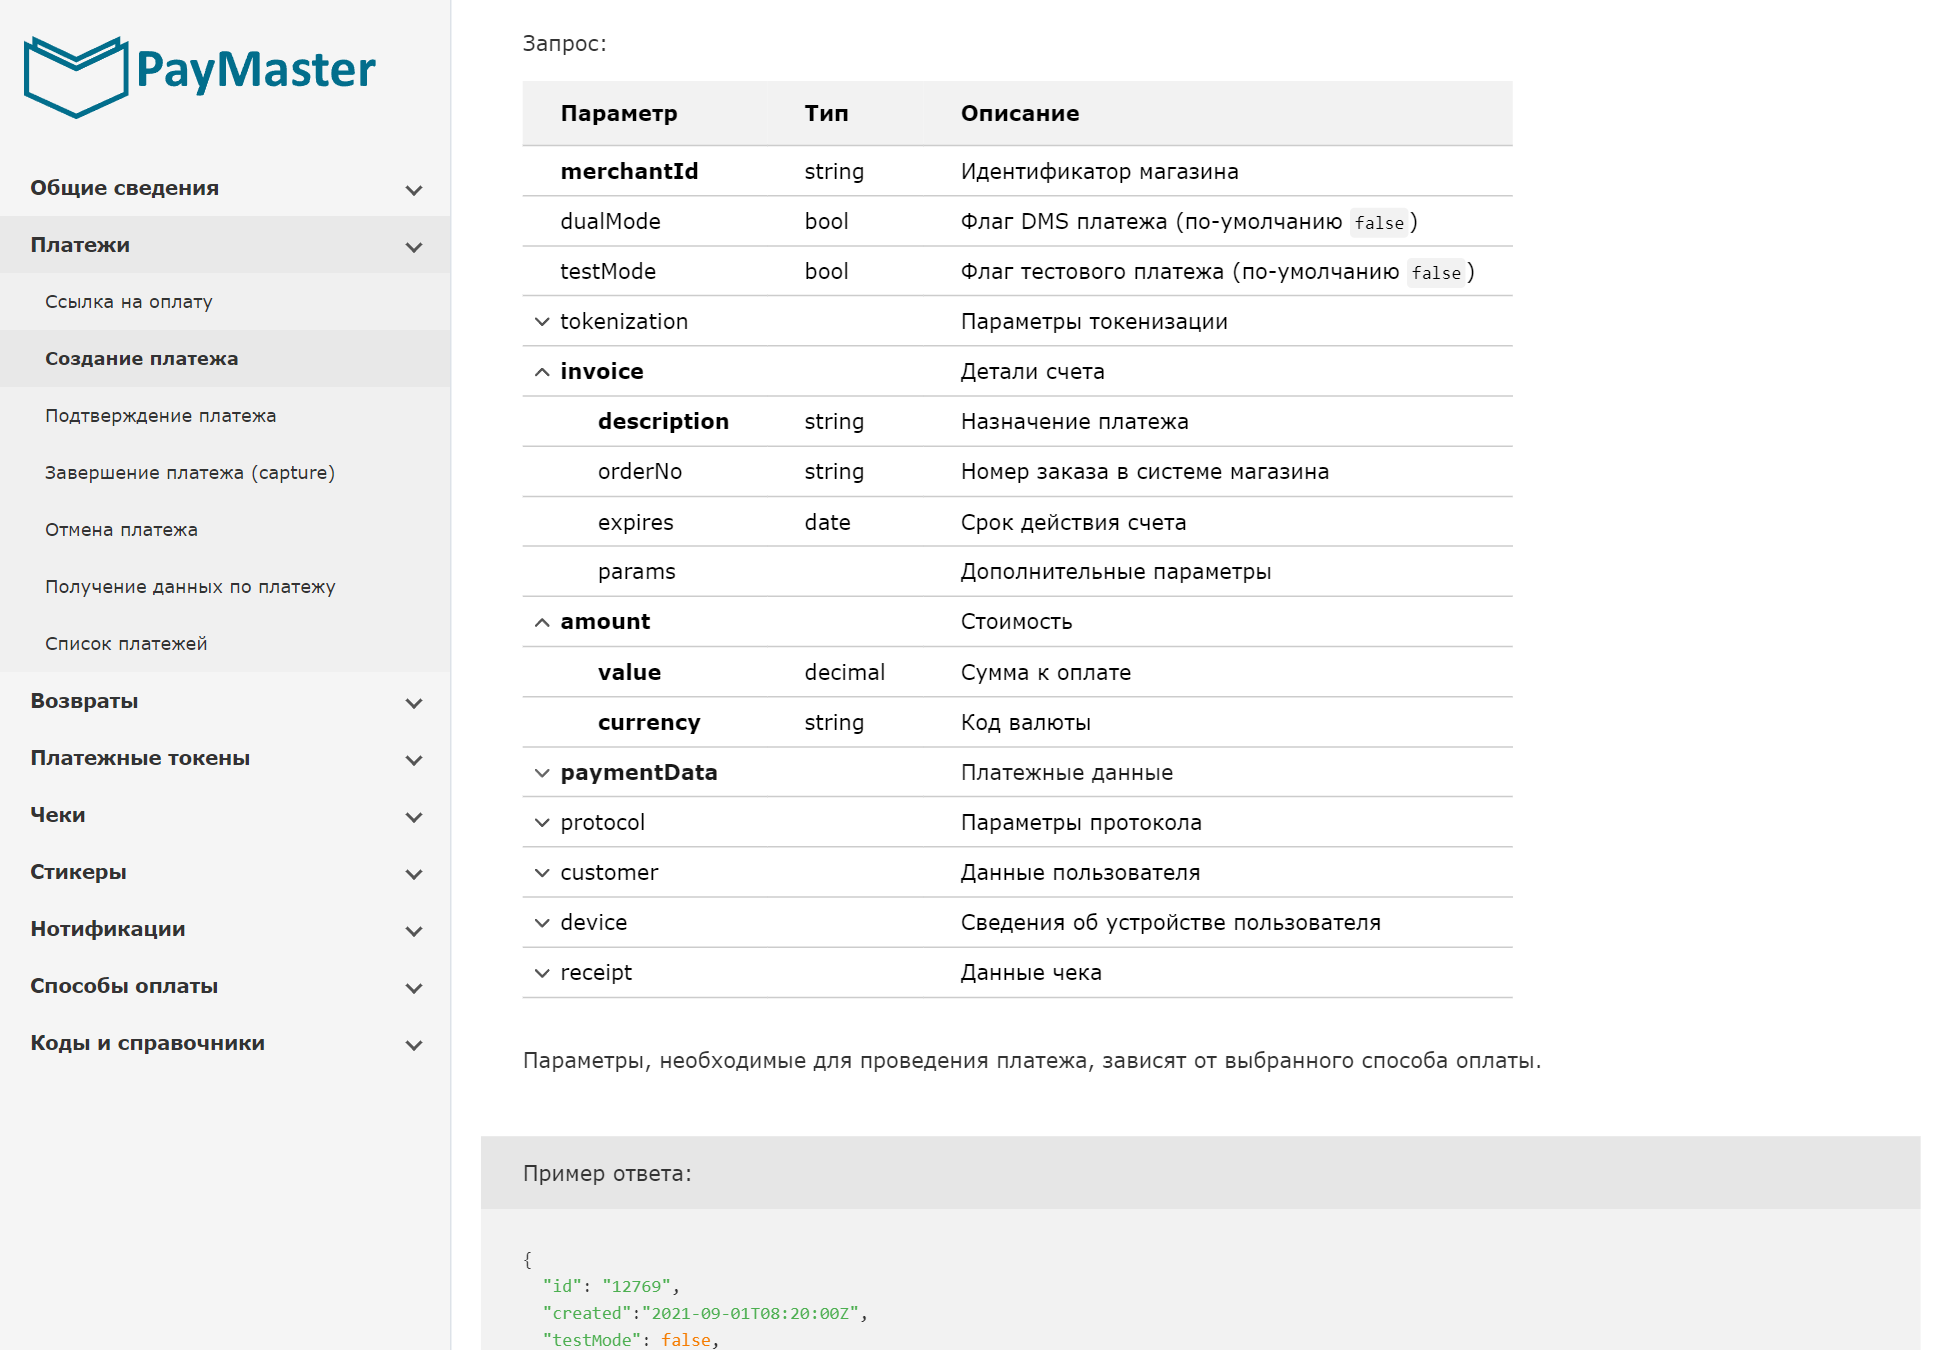 PayMaster
Общие сведения
Платежи
Ссылка на оплату
Создание платежа
Подтверждение платежа
Завершение платежа (capture)
Отмена платежа
Получение данных по платежу
Список платежей
Возвраты
Платежные токены
Чеки
Стикеры
Нотификации
Способы оплаты
Коды и справочники
Запрос:
Параметр Тип Описание
merchantId string Идентификатор магазина
dualMode bool Флаг DMS платежа (по-умолчанию false)
testMode bool Флаг тестового платежа (по-умолчанию false)
tokenization Параметры токенизации
invoice Детали счета
description string Назначение платежа
orderNo string Номер заказа в системе магазина
expires date Срок действия счета
params Дополнительные параметры
amount Стоимость
value decimal Сумма к оплате
currency string Код валюты
paymentData Платежные данные
protocol Параметры протокола
customer Данные пользователя
device Сведения об устройстве пользователя
receipt Данные чека
Параметры, необходимые для проведения платежа, зависят от выбранного способа оплаты.
Пример ответа:
{
"id": "12769",
"created":"2021-09-01T08:20:00Z",
"testMode": false,